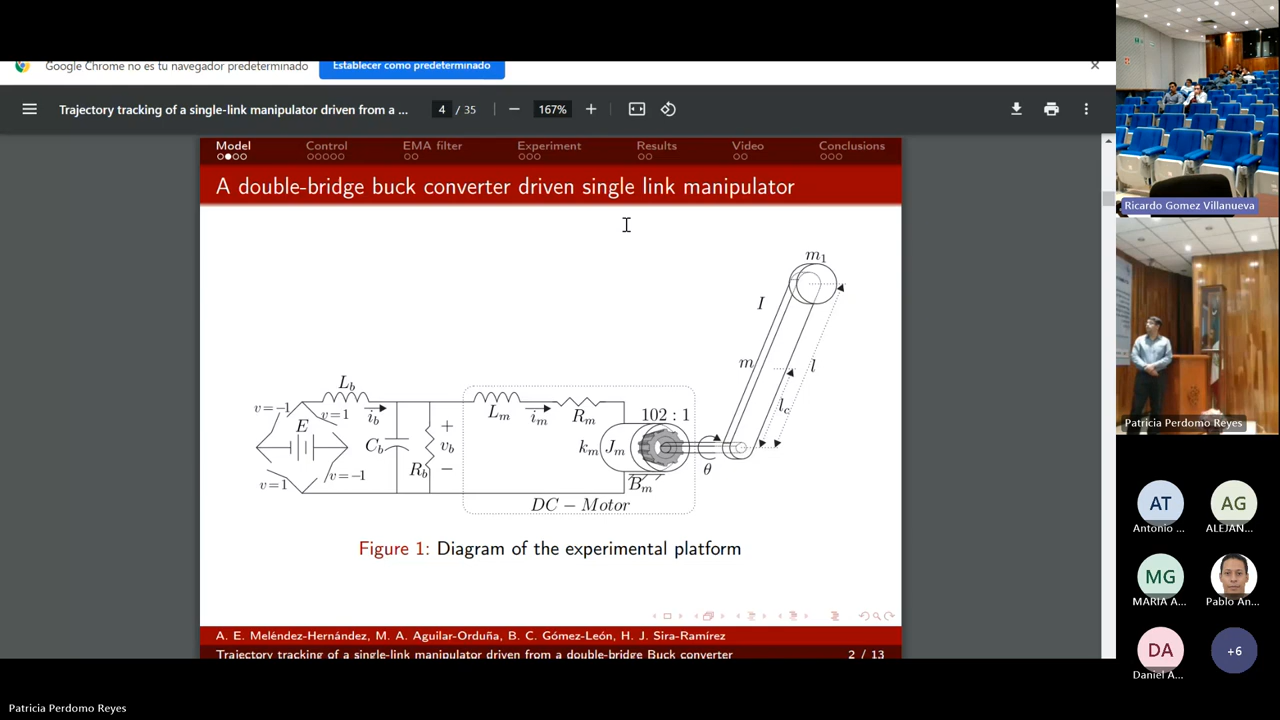 Google Chrome no es tu navegador predeterminado
Establecer como predeterminado
Trajectory tracking of a single-link manipulator driven from a ...
4 / 35
167%
Model Control EMA filter Experiment Results Video Conclusions
A double-bridge buck converter driven single link manipulator
m1
I
m
l
lc
Lb
v=-1
v=1
ib
E
Cb
Rb
+
vb
−
v=1
v=-1
Lm
im
Rm
102 : 1
km
Jm
Bm
θ
DC − Motor
Figure 1: Diagram of the experimental platform
A. E. Meléndez-Hernández, M. A. Aguilar-Orduña, B. C. Gómez-León, H. J. Sira-Ramírez
Trajectory tracking of a single-link manipulator driven from a double-bridge Buck converter
2 / 13
Ricardo Gomez Villanueva
Patricia Perdomo Reyes
AT
Antonio ...
AG
ALEJAN...
MG
MARIA A...
Pablo An...
DA
Daniel A...
+6
Patricia Perdomo Reyes